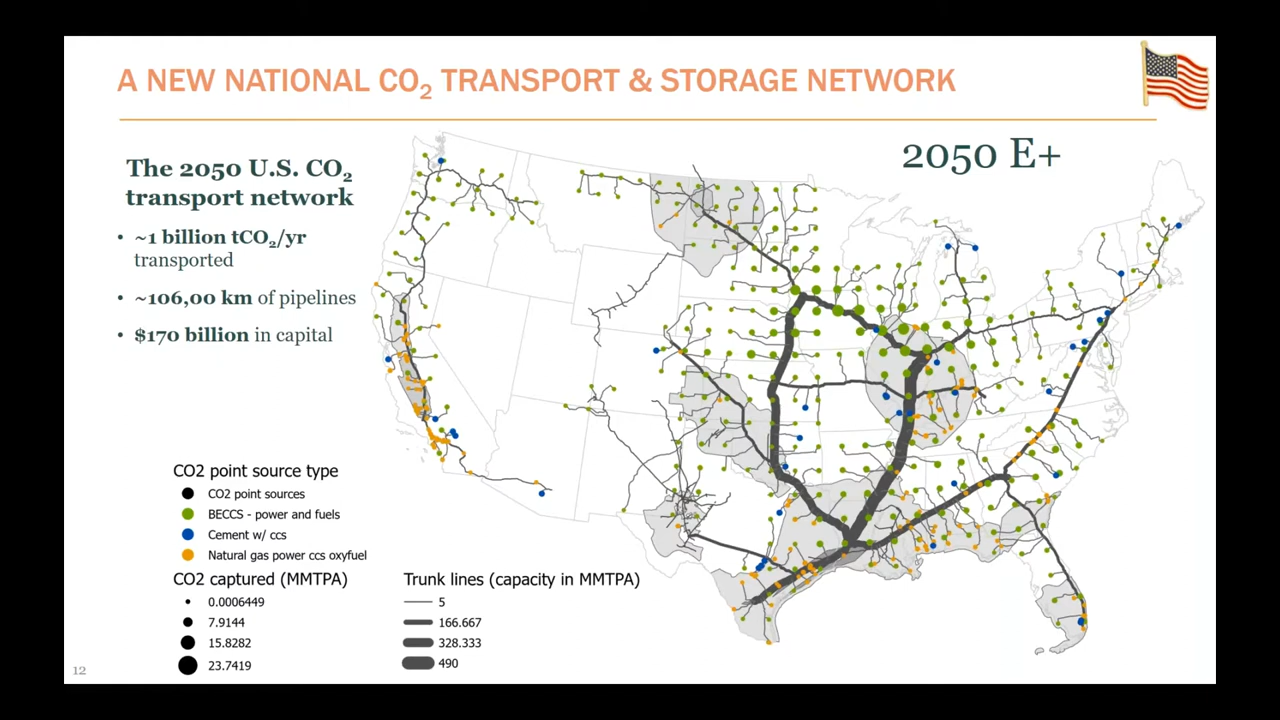 A NEW NATIONAL CO₂ TRANSPORT & STORAGE NETWORK
2050 E+
The 2050 U.S. CO₂
transport network
• ~1 billion tCO₂/yr
transported
• ~106,00 km of pipelines
• $170 billion in capital
CO2 point source type
CO2 point sources
BECCS - power and fuels
Cement w/ ccs
Natural gas power ccs oxyfuel
CO2 captured (MMTPA)
0.0006449
7.9144
15.8282
23.7419
Trunk lines (capacity in MMTPA)
5
166.667
328.333
490
12